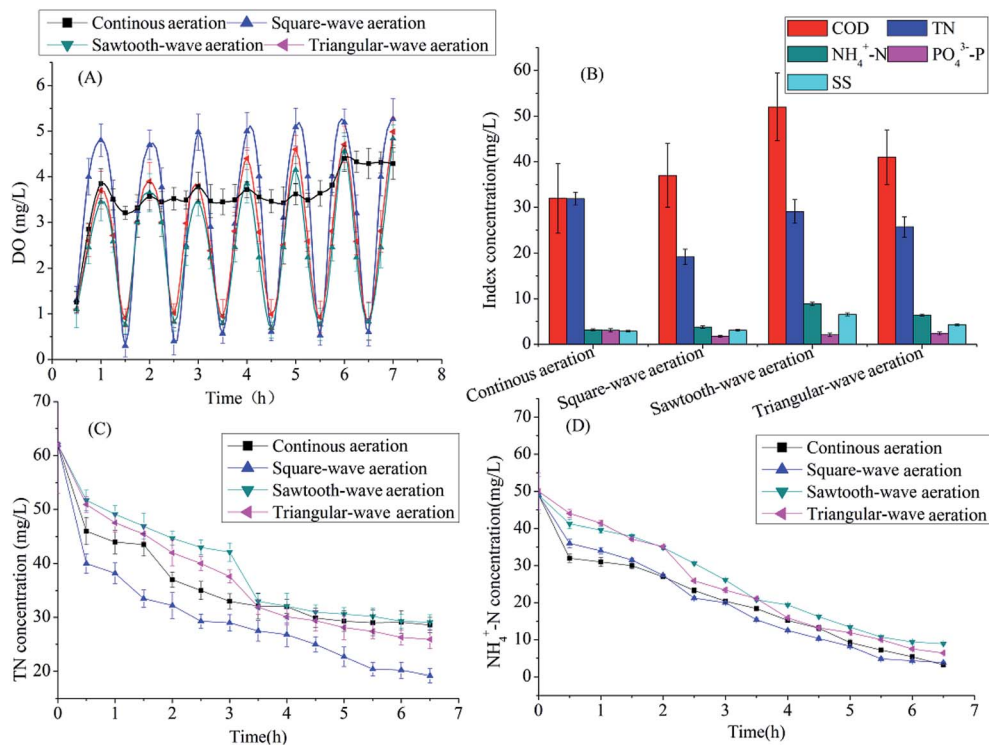 Continous aeration Square-wave aeration
Sawtooth-wave aeration Triangular-wave aeration
(A)
6
5
4
3
2
1
0
DO (mg/L)
0 1 2 3 4 5 6 7
Time (h)
COD TN
NH4+-N PO43--P
SS
(B)
60
50
40
30
20
10
0
Index concentration(mg/L)
Continous aeration
Square-wave aeration
Sawtooth-wave aeration
Triangular-wave aeration
(C)
Continous aeration
Square-wave aeration
Sawtooth-wave aeration
Triangular-wave aeration
70
60
50
40
30
20
TN concentration (mg/L)
0 1 2 3 4 5 6 7
Time(h)
(D)
Continous aeration
Square-wave aeration
Sawtooth-wave aeration
Triangular-wave aeration
70
60
50
40
30
20
10
0
NH4+-N concentration(mg/L)
0 1 2 3 4 5 6 7
Time(h)